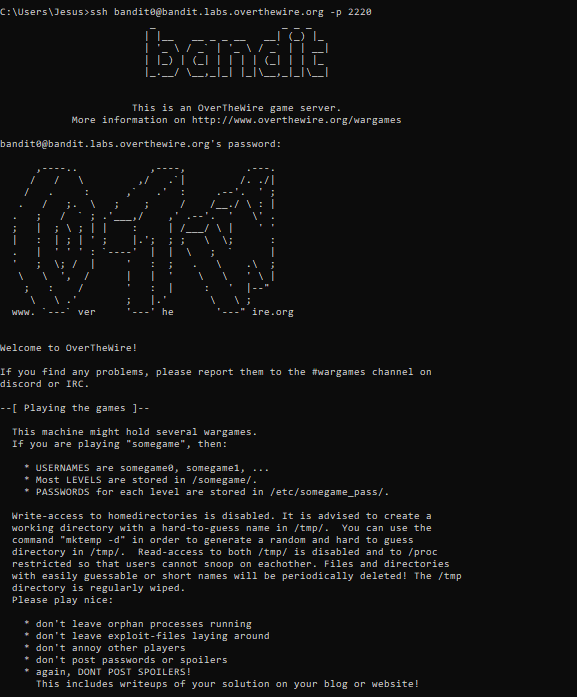 C:\Users\Jesus>ssh bandit0@bandit.labs.overthewire.org -p 2220
bandit
This is an OverTheWire game server.
More information on http://www.overthewire.org/wargames
bandit0@bandit.labs.overthewire.org's password:
www. `---` ver '---' he '---" ire.org
Welcome to OverTheWire!
If you find any problems, please report them to the #wargames channel on
discord or IRC.
--[ Playing the games ]--
This machine might hold several wargames.
If you are playing "somegame", then:
* USERNAMES are somegame0, somegame1, ...
* Most LEVELS are stored in /somegame/.
* PASSWORDS for each level are stored in /etc/somegame_pass/.
Write-access to homedirectories is disabled. It is advised to create a
working directory with a hard-to-guess name in /tmp/.  You can use the
command "mktemp -d" in order to generate a random and hard to guess
directory in /tmp/.  Read-access to both /tmp/ is disabled and to /proc
restricted so that users cannot snoop on eachother. Files and directories
with easily guessable or short names will be periodically deleted! The /tmp
directory is regularly wiped.
Please play nice:
* don't leave orphan processes running
* don't leave exploit-files laying around
* don't annoy other players
* don't post passwords or spoilers
* again, DONT POST SPOILERS!
This includes writeups of your solution on your blog or website!